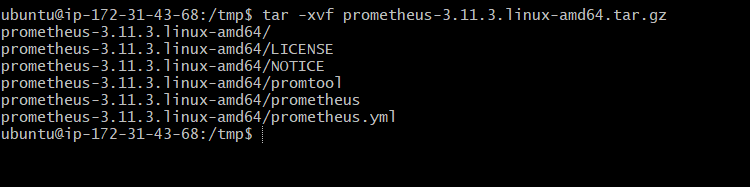 ubuntu@ip-172-31-43-68:/tmp$ tar -xvf prometheus-3.11.3.linux-amd64.tar.gz
prometheus-3.11.3.linux-amd64/
prometheus-3.11.3.linux-amd64/LICENSE
prometheus-3.11.3.linux-amd64/NOTICE
prometheus-3.11.3.linux-amd64/promtool
prometheus-3.11.3.linux-amd64/prometheus
prometheus-3.11.3.linux-amd64/prometheus.yml
ubuntu@ip-172-31-43-68:/tmp$